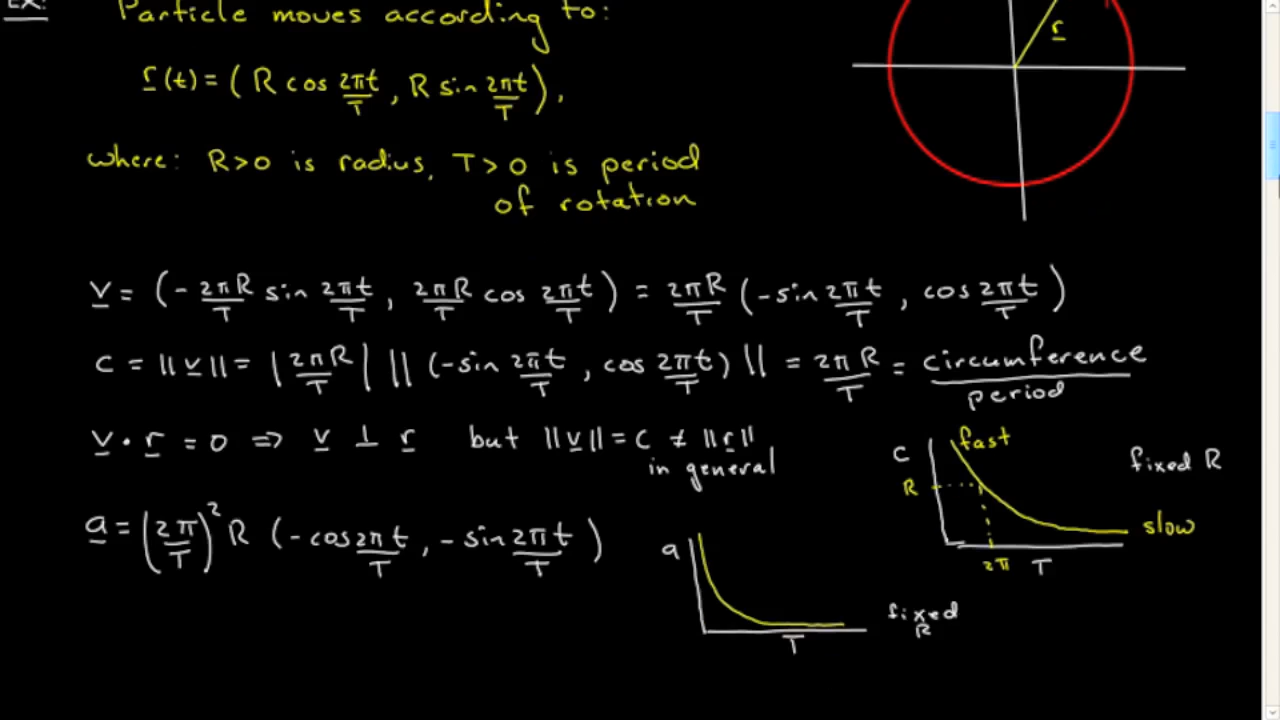 Ex:
Particle moves according to:
r(t) = (R cos 2πt/T, R sin 2πt/T),
r
where: R>0 is radius, T>0 is period
of rotation
v = (-2πR/T sin 2πt/T, 2πR/T cos 2πt/T) = 2πR/T (-sin 2πt/T, cos 2πt/T)
c = ||v|| = |2πR/T| ||(-sin 2πt/T, cos 2πt/T)|| = 2πR/T = circumference/period
v · r = 0 ⇒ v ⊥ r but ||v|| = c ≠ ||r||
in general
c
fast
fixed R
R
slow
2π
T
a = (2π/T)² R (-cos 2πt/T, -sin 2πt/T)
a
fixed
R
T